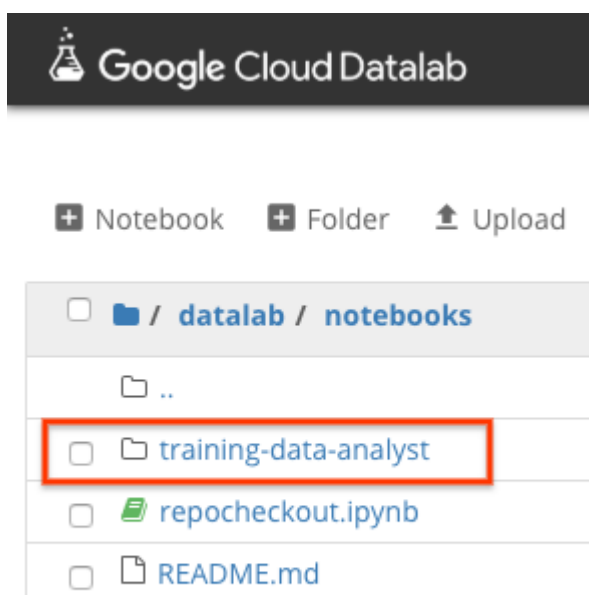 Google Cloud Datalab
Notebook Folder Upload
/ datalab / notebooks
..
training-data-analyst
repocheckout.ipynb
README.md